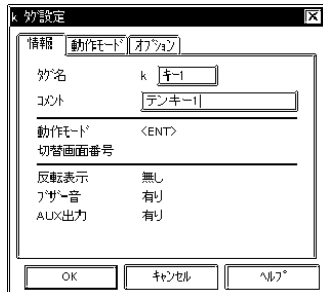 k ﾀｸﾞ設定
情報 動作ﾓｰﾄﾞ ｵﾌﾟｼｮﾝ
ﾀｸﾞ名 k ｷｰ1
ｺﾒﾝﾄ テンキー1
動作ﾓｰﾄﾞ <ENT>
切替画面番号
反転表示 無し
ﾌﾞｻﾞｰ音 有り
AUX出力 有り
OK ｷｬﾝｾﾙ ﾍﾙﾌﾟ